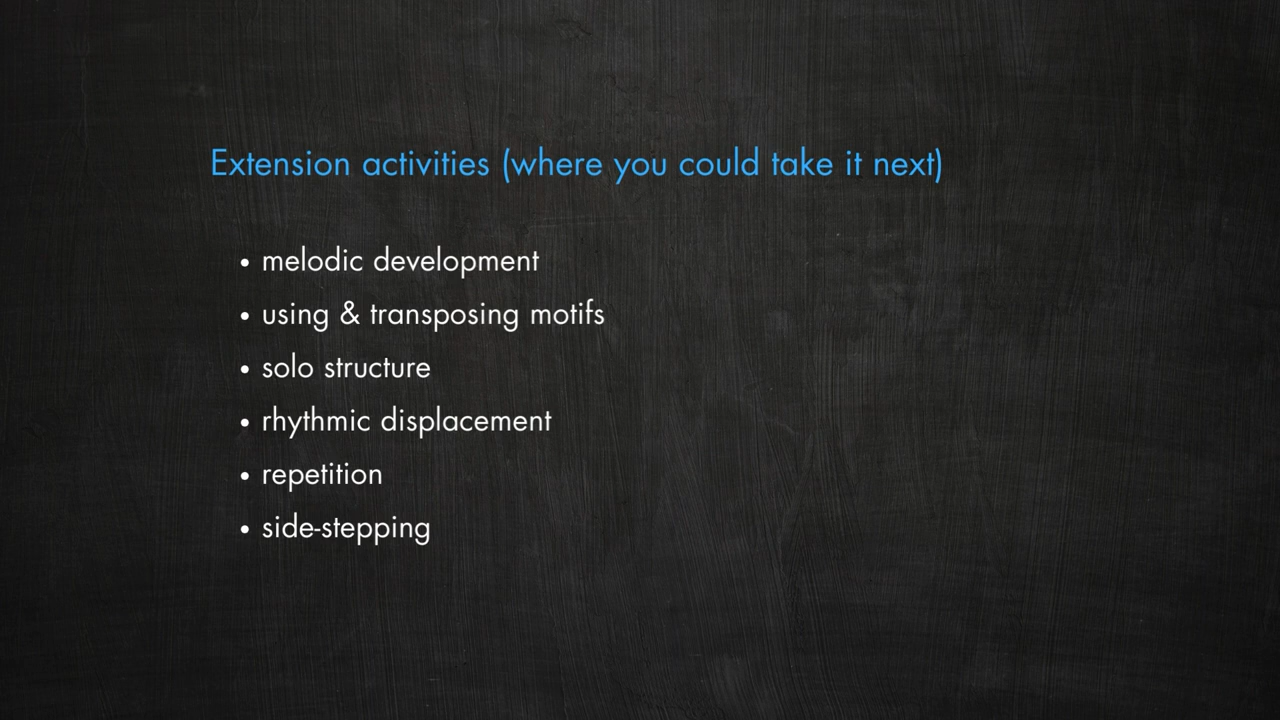 Extension activities (where you could take it next)
• melodic development
• using & transposing motifs
• solo structure
• rhythmic displacement
• repetition
• side-stepping